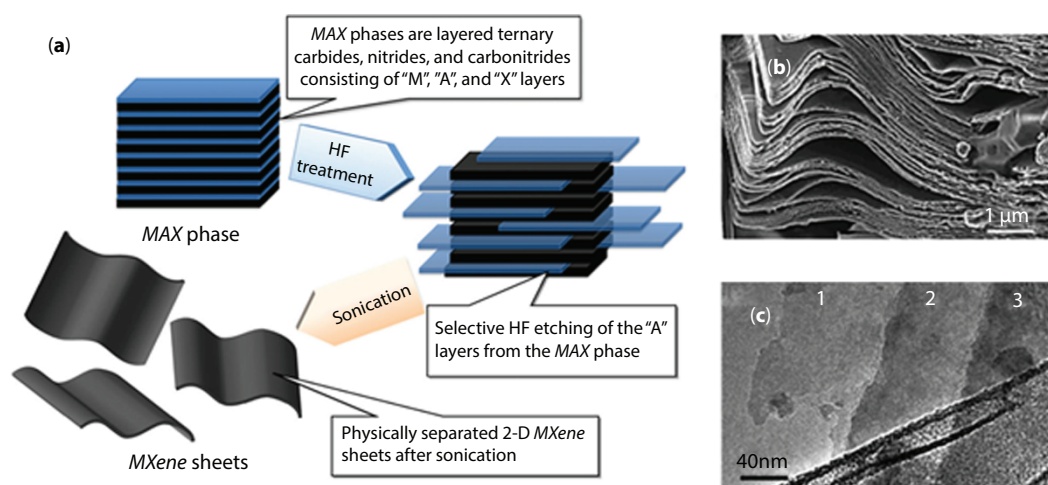 (a)
MAX phases are layered ternary
carbides, nitrides, and carbonitrides
consisting of “M”, ”A”, and “X” layers
HF
treatment
MAX phase
Sonication
Selective HF etching of the “A”
layers from the MAX phase
Physically separated 2-D MXene
sheets after sonication
MXene sheets
(b)
1 μm
(c)
1
2
3
40nm